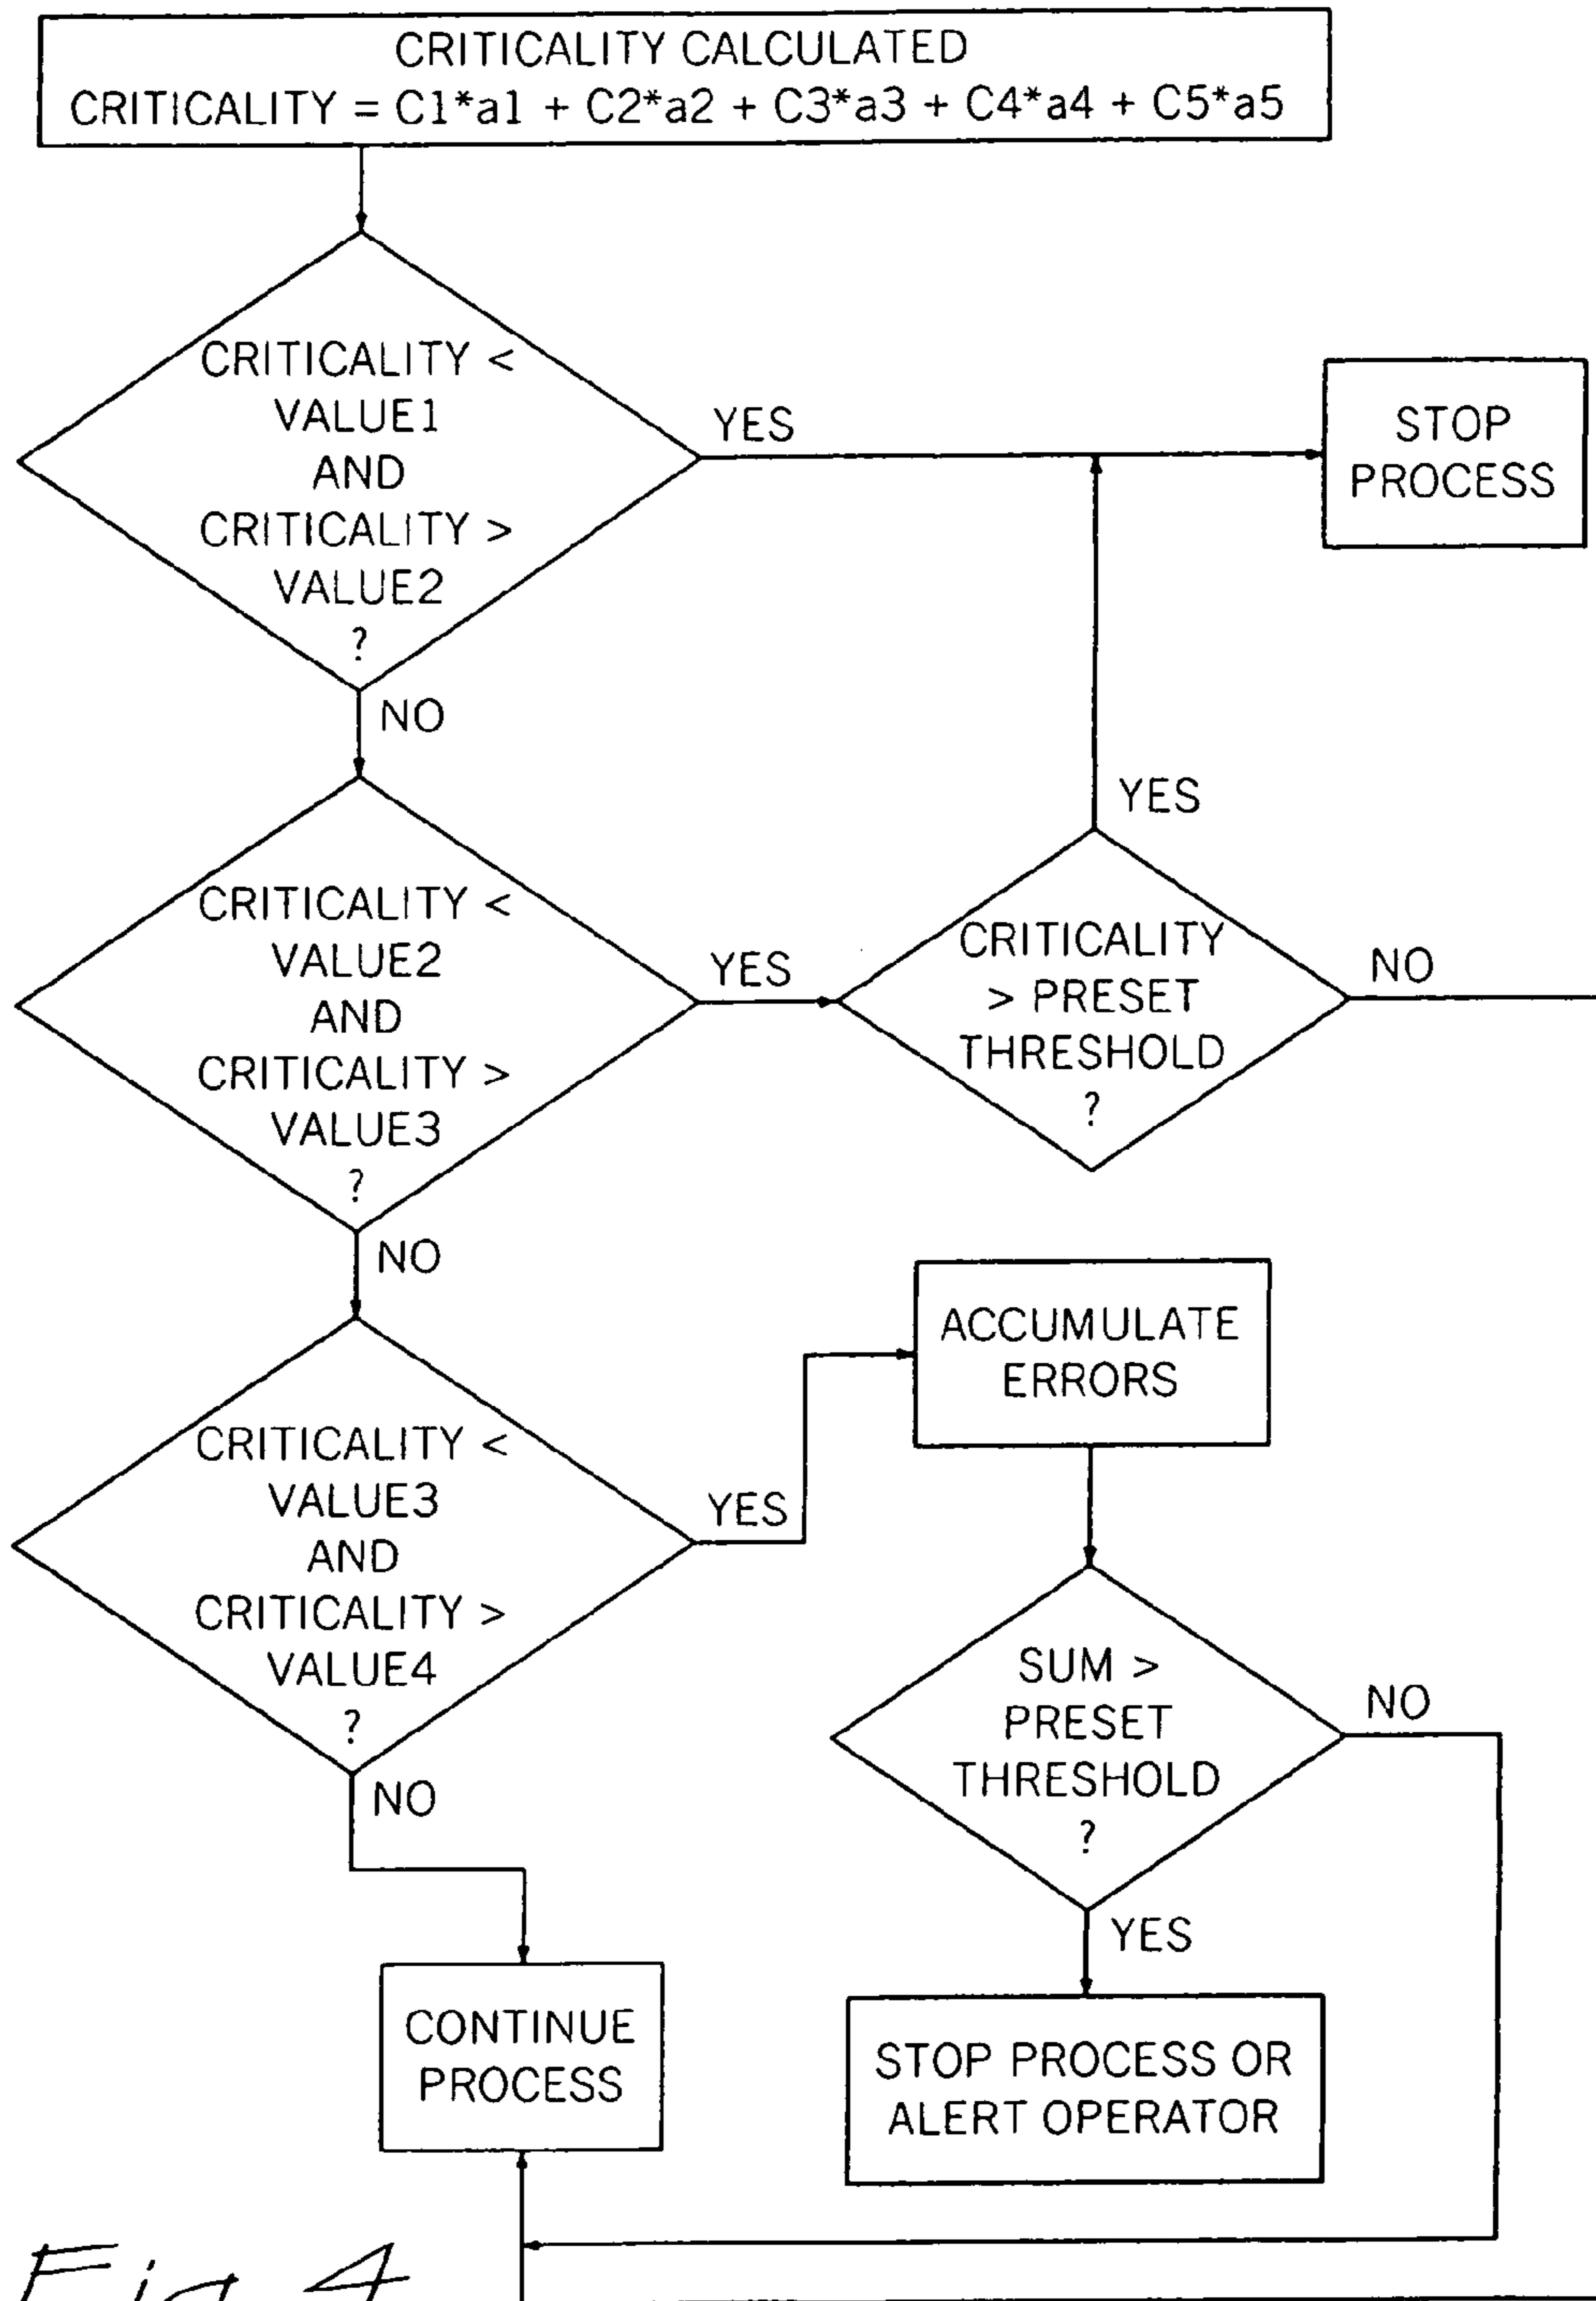 CRITICALITY CALCULATED
CRITICALITY = C1*a1 + C2*a2 + C3*a3 + C4*a4 + C5*a5
CRITICALITY <
VALUE1
AND
CRITICALITY >
VALUE2
?
YES
STOP
PROCESS
NO
YES
CRITICALITY <
VALUE2
AND
CRITICALITY >
VALUE3
?
YES
CRITICALITY
> PRESET
THRESHOLD
?
NO
NO
ACCUMULATE
ERRORS
CRITICALITY <
VALUE3
AND
CRITICALITY >
VALUE4
?
YES
SUM >
PRESET
THRESHOLD
?
NO
NO
YES
CONTINUE
PROCESS
STOP PROCESS OR
ALERT OPERATOR
Fig 4